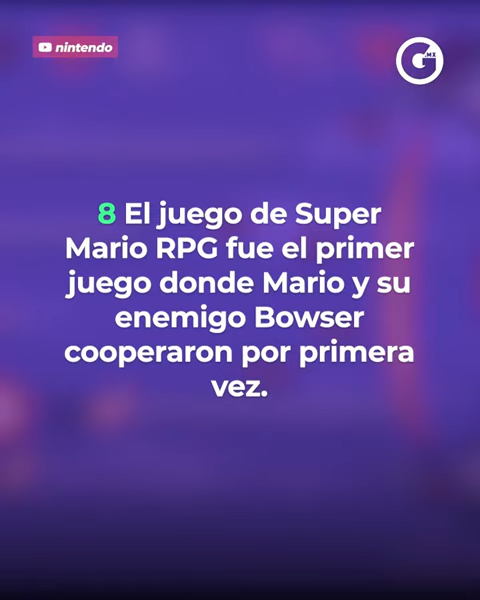 nintendo
G.MX
8 El juego de Super
Mario RPG fue el primer
juego donde Mario y su
enemigo Bowser
cooperaron por primera
vez.